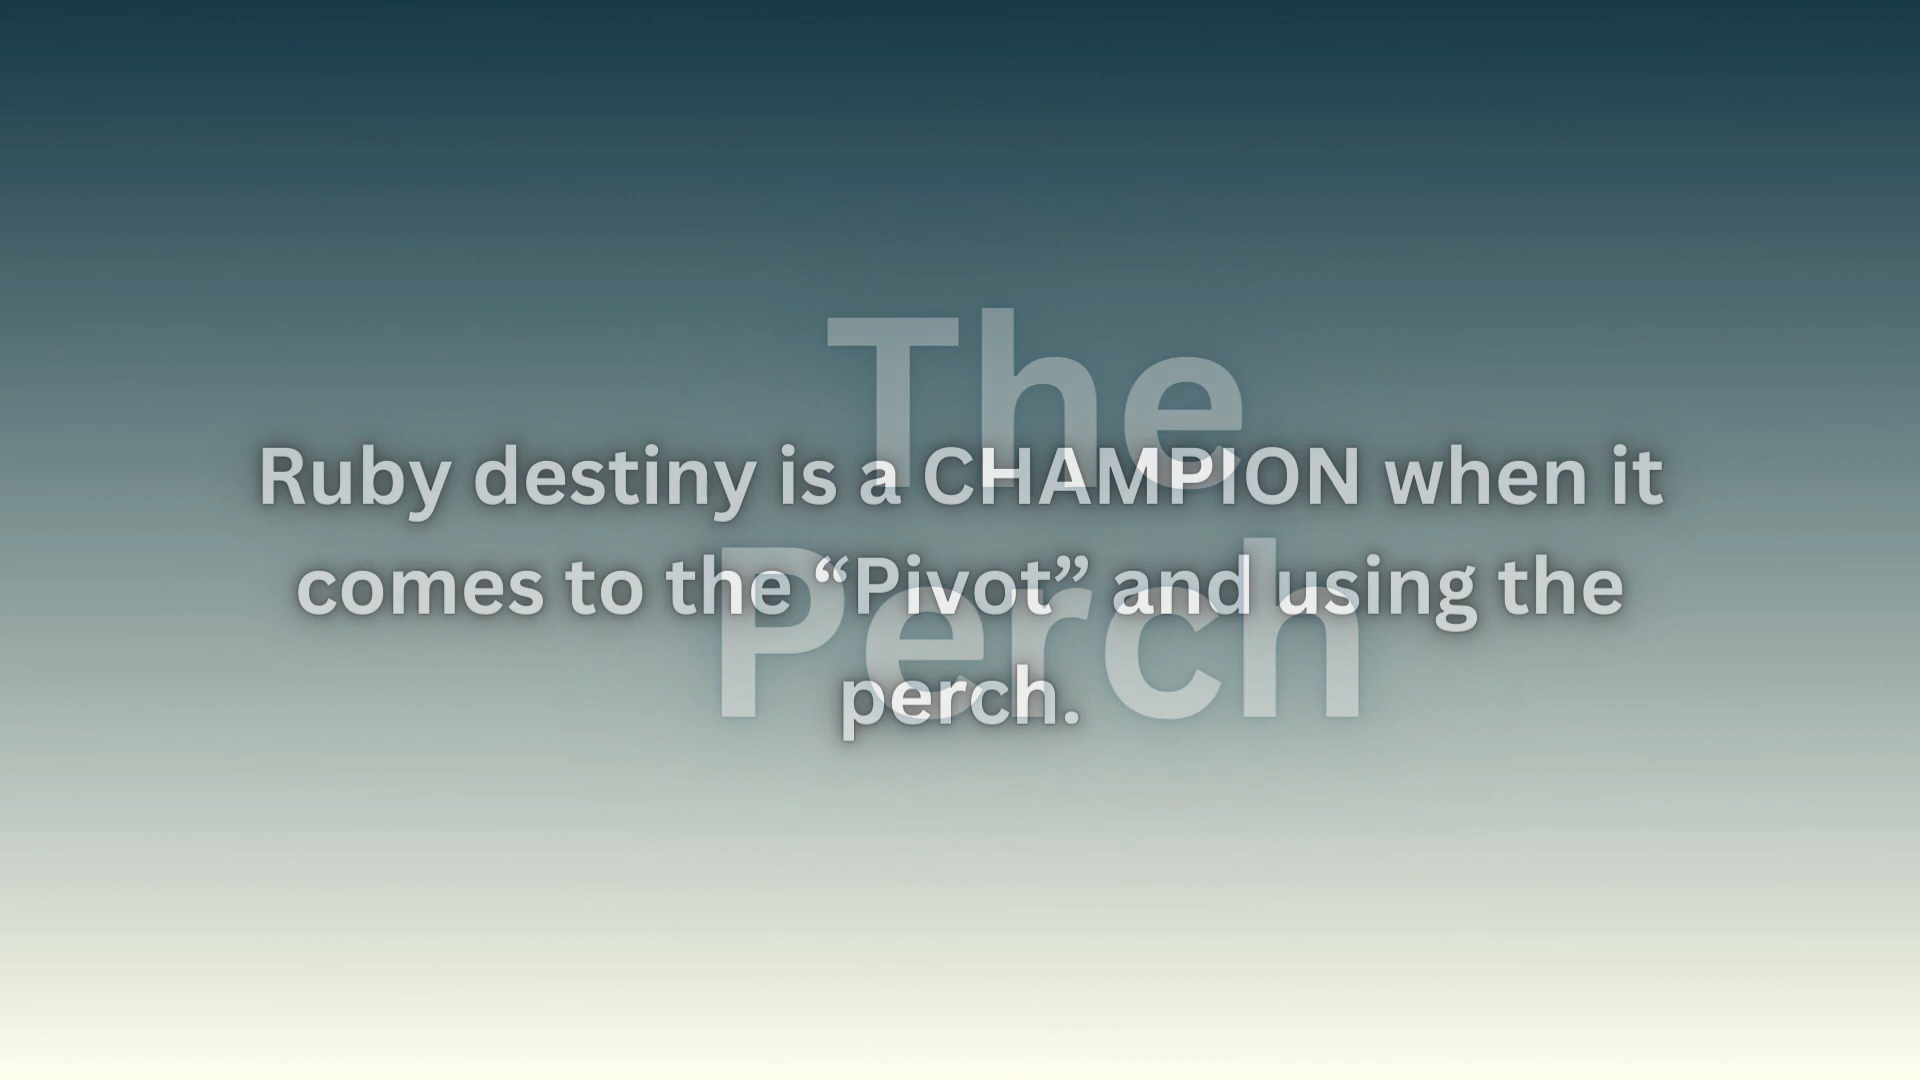 The
Perch
Ruby destiny is a CHAMPION when it
comes to the “Pivot” and using the
perch.